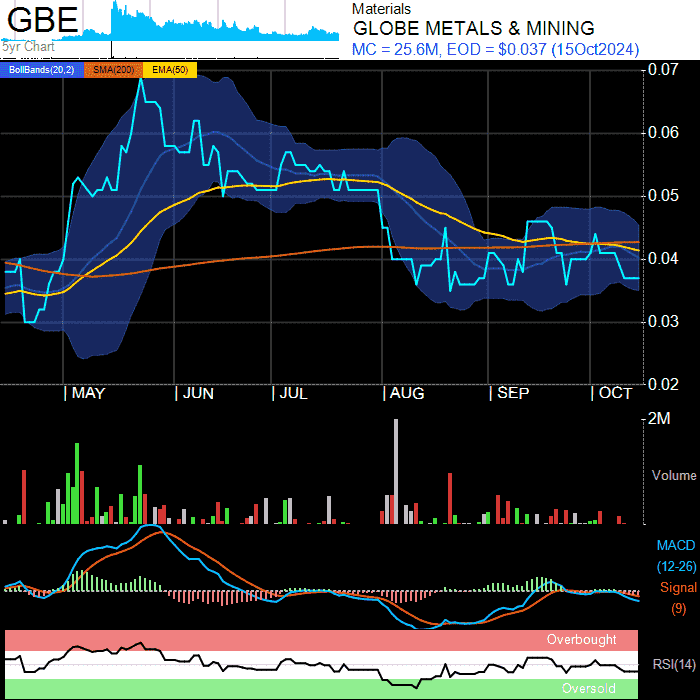 GBE
5yr Chart
Materials
GLOBE METALS & MINING
MC = 25.6M, EOD = $0.037 (15Oct2024)
BollBands(20,2) SMA(200) EMA(50)
0.07
0.06
0.05
0.04
0.03
0.02
MAY JUN JUL AUG SEP OCT
2M
Volume
MACD
(12-26)
Signal
(9)
Overbought
RSI(14)
Oversold